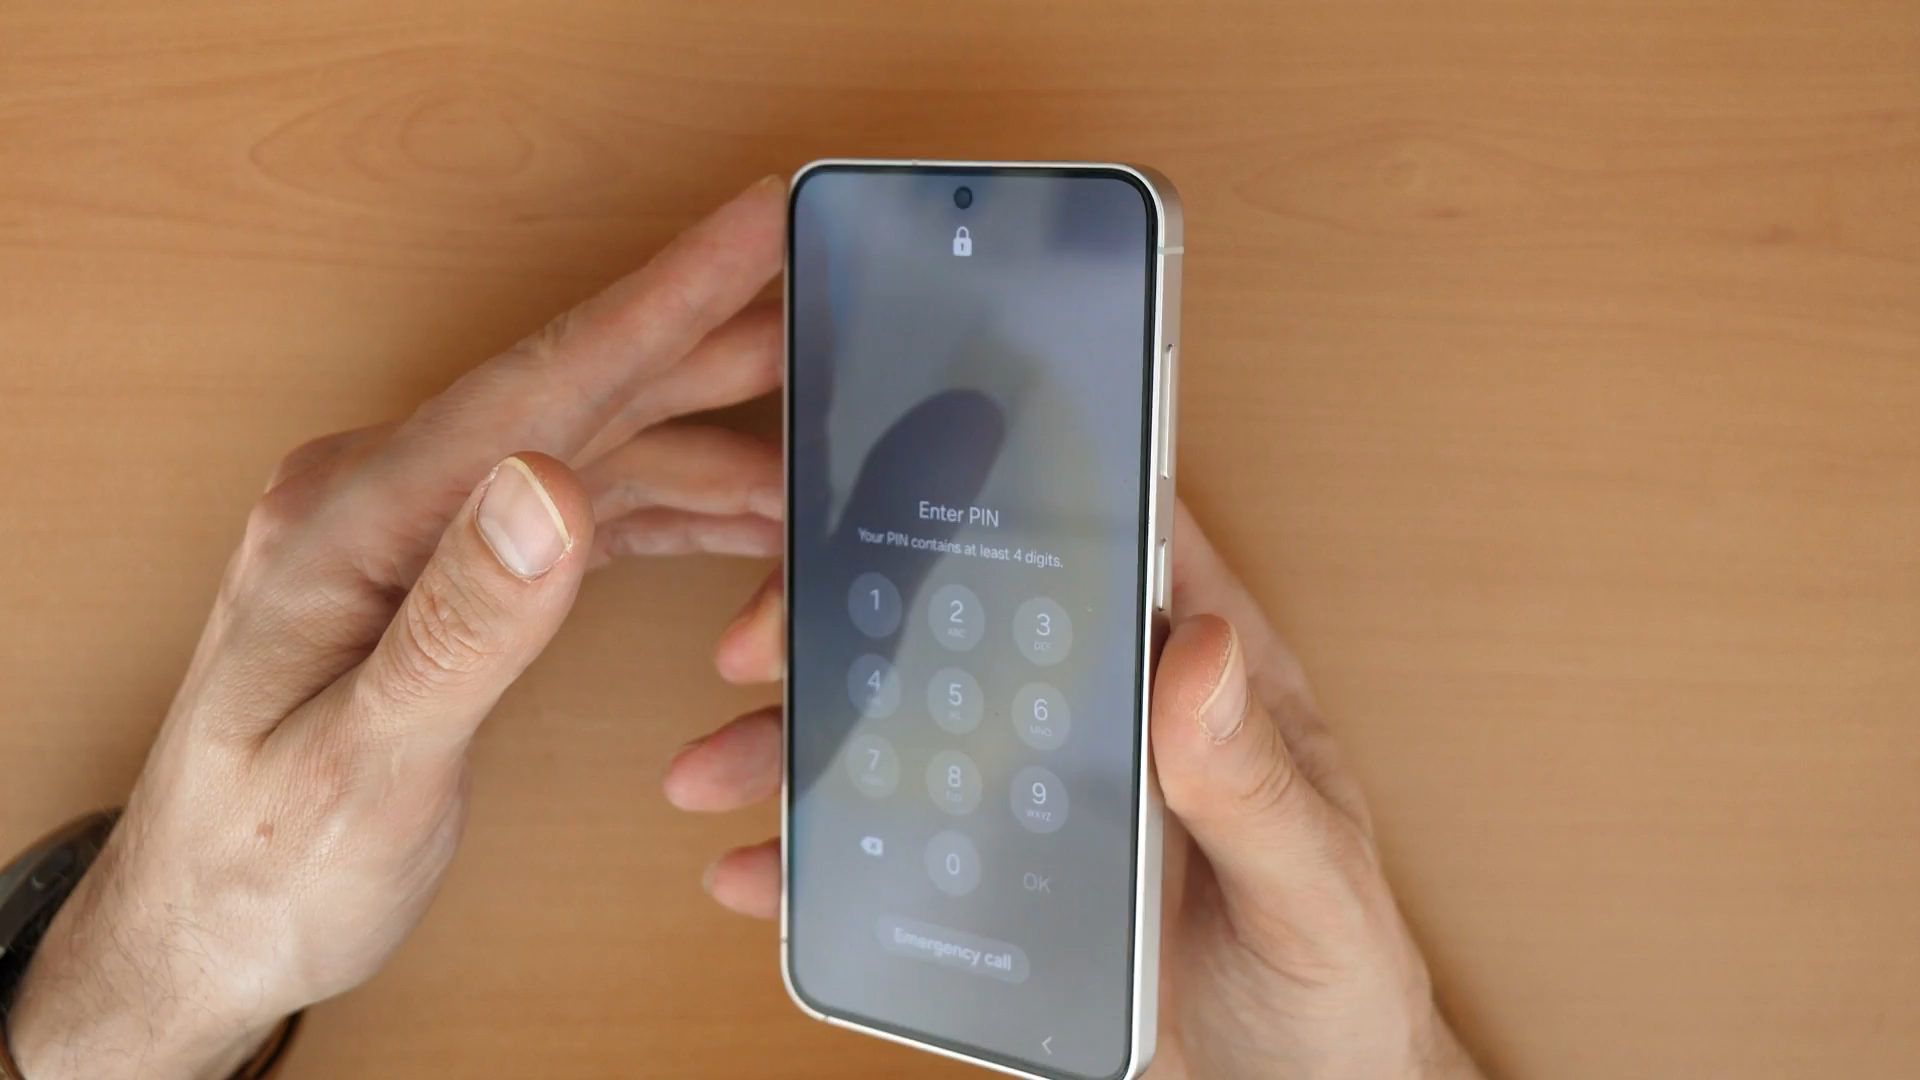 Enter PIN
Your PIN contains at least 4 digits.
1 2 3
ABC DEF
4 5 6
MNO
7 8 9
WXYZ
0 OK
Emergency call